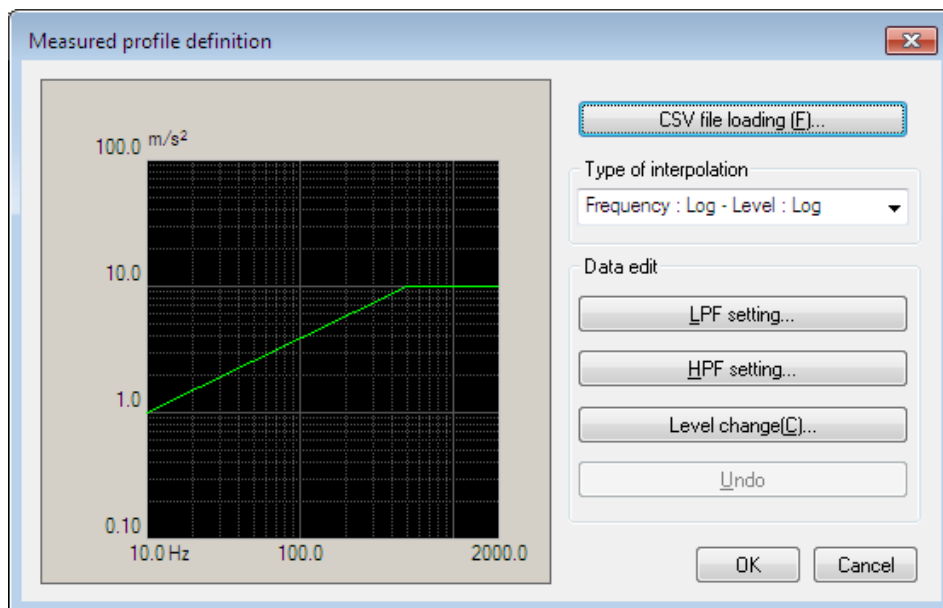 Measured profile definition
100.0 m/s²
10.0
1.0
0.10
10.0 Hz 100.0 2000.0
CSV file loading (F)...
Type of interpolation
Frequency : Log - Level : Log
Data edit
LPF setting...
HPF setting...
Level change(C)...
Undo
OK Cancel